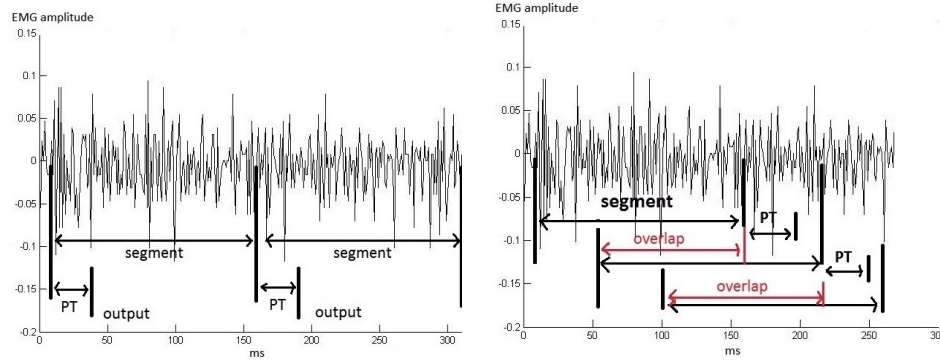 EMG amplitude
0.15
0.1
0.05
0
-0.05
-0.1
-0.15
-0.2
0 50 100 150 200 250 300
ms
segment
segment
PT
output
PT
output
EMG amplitude
0.15
0.1
0.05
0
-0.05
-0.1
-0.15
-0.2
0 50 100 150 200 250 300
ms
segment
PT
overlap
PT
overlap